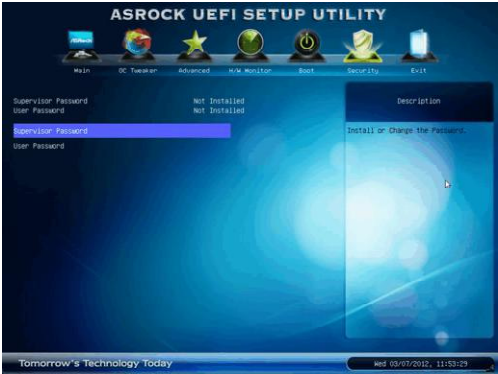 ASROCK UEFI SETUP UTILITY
ASRock
Main OC Tweaker Advanced H/W Monitor Boot Security Exit
Supervisor Password Not Installed
User Password Not Installed
Supervisor Password
User Password
Description
Install or Change the Password.
Tomorrow's Technology Today
Wed 03/07/2012, 11:53:29